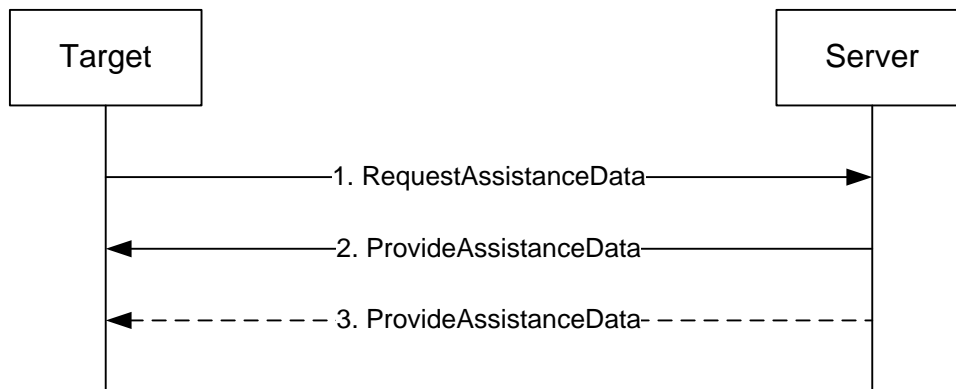 Target
Server
1. RequestAssistanceData
2. ProvideAssistanceData
3. ProvideAssistanceData